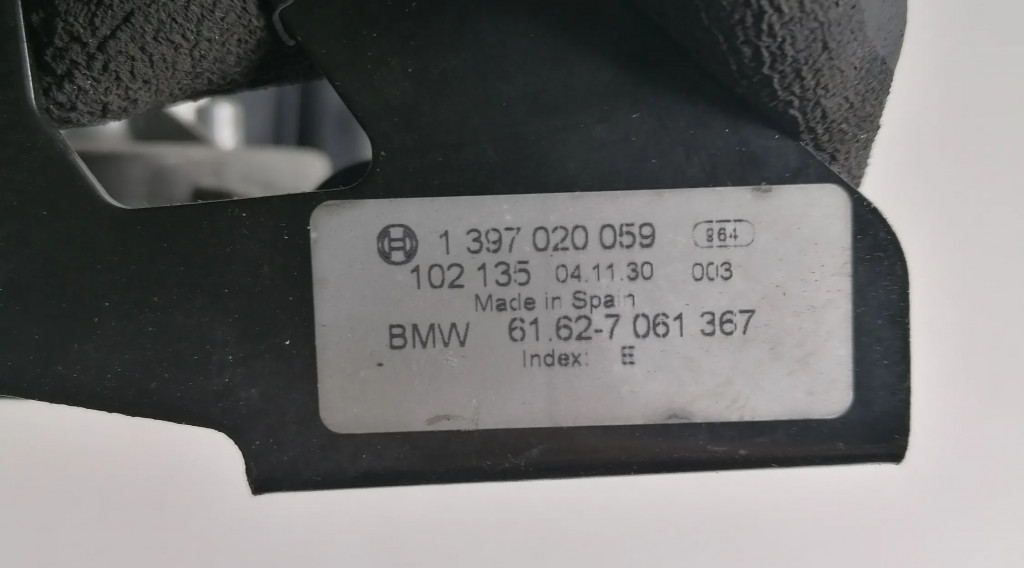 1 397 020 059 864
102 135 04.11.30 003
Made in Spain
BMW 61.62-7 061 367
Index: E